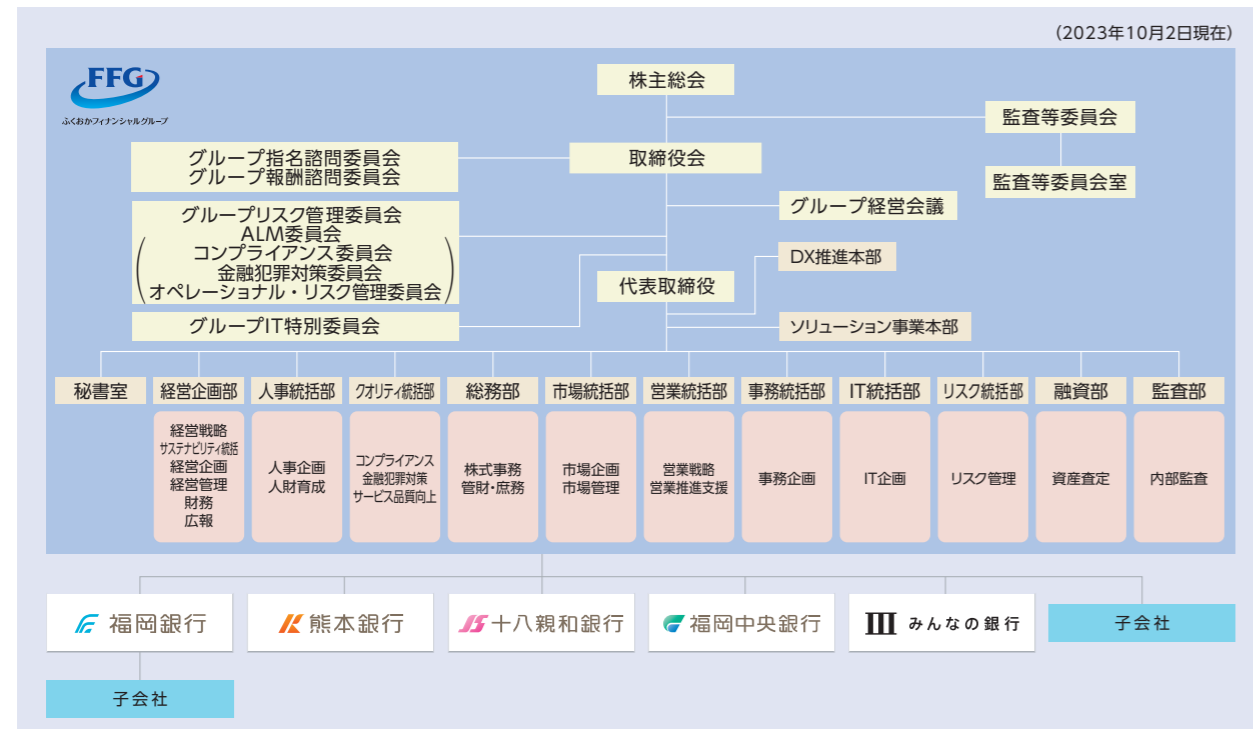 (2023年10月2日現在)
FFG
ふくおかフィナンシャルグループ
株主総会
監査等委員会
取締役会
監査等委員会室
グループ指名諮問委員会
グループ報酬諮問委員会
グループ経営会議
グループリスク管理委員会
ALM委員会
コンプライアンス委員会
金融犯罪対策委員会
オペレーショナル・リスク管理委員会
DX推進本部
代表取締役
グループIT特別委員会
ソリューション事業本部
秘書室
経営企画部
人事統括部
クオリティ統括部
総務部
市場統括部
営業統括部
事務統括部
IT統括部
リスク統括部
融資部
監査部
経営戦略
サステナビリティ統括
経営企画
経営管理
財務
広報
人事企画
人財育成
コンプライアンス
金融犯罪対策
サービス品質向上
株式事務
管財・庶務
市場企画
市場管理
営業戦略
営業推進支援
事務企画
IT企画
リスク管理
資産査定
内部監査
福岡銀行
熊本銀行
十八親和銀行
福岡中央銀行
みんなの銀行
子会社
子会社